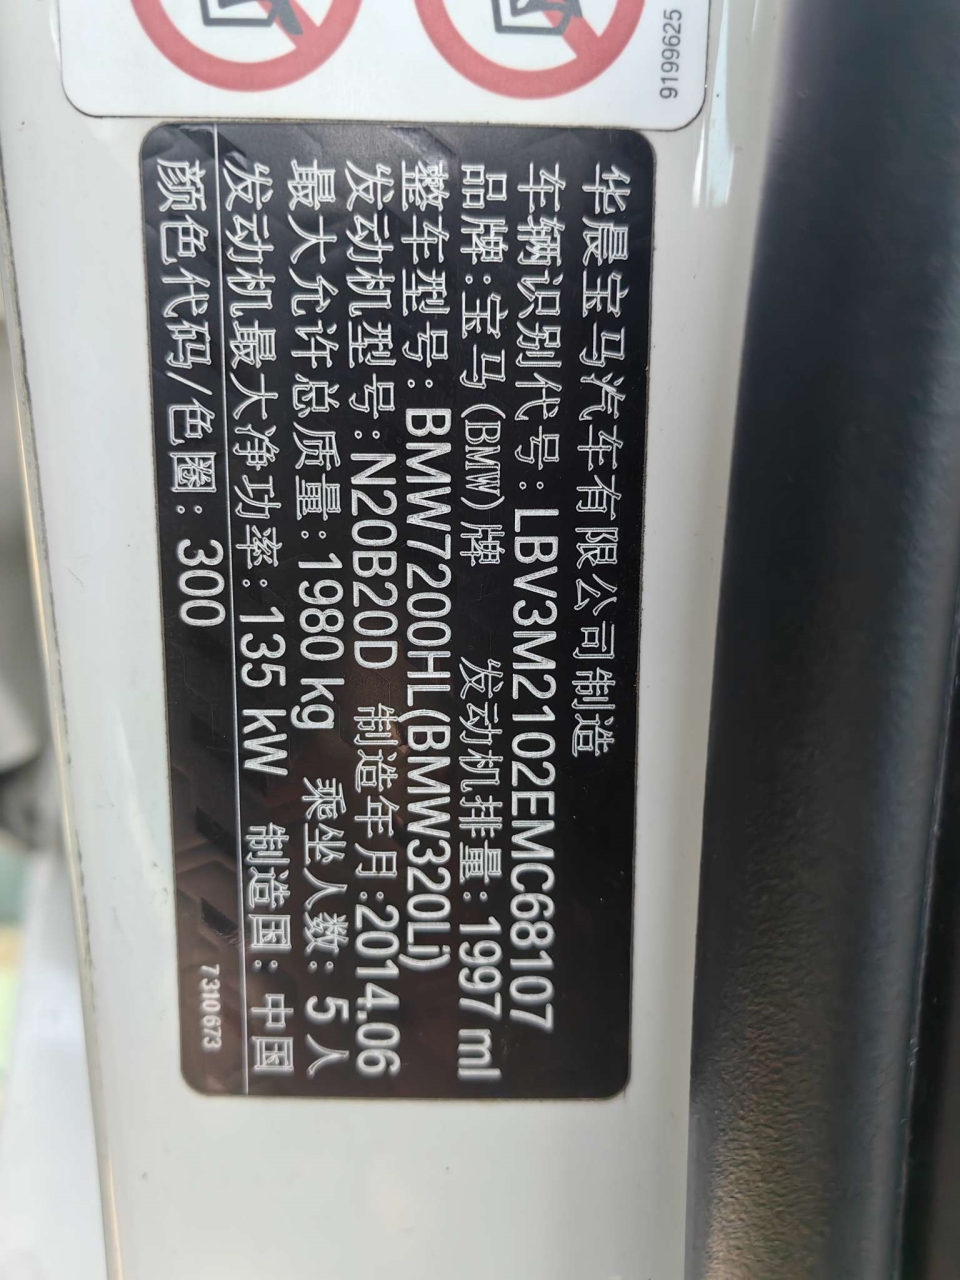 9199625
华晨宝马汽车有限公司制造
车辆识别代号: LBV3M2102EMC68107
品牌: 宝马(BMW)牌 发动机排量: 1997 ml
整车型号: BMW7200HL(BMW320Li)
发动机型号: N20B20D 制造年月: 2014.06
最大允许总质量: 1980 kg 乘坐人数: 5 人
发动机最大净功率: 135 kW 制造国: 中国
颜色代码/色圈: 300
7310673